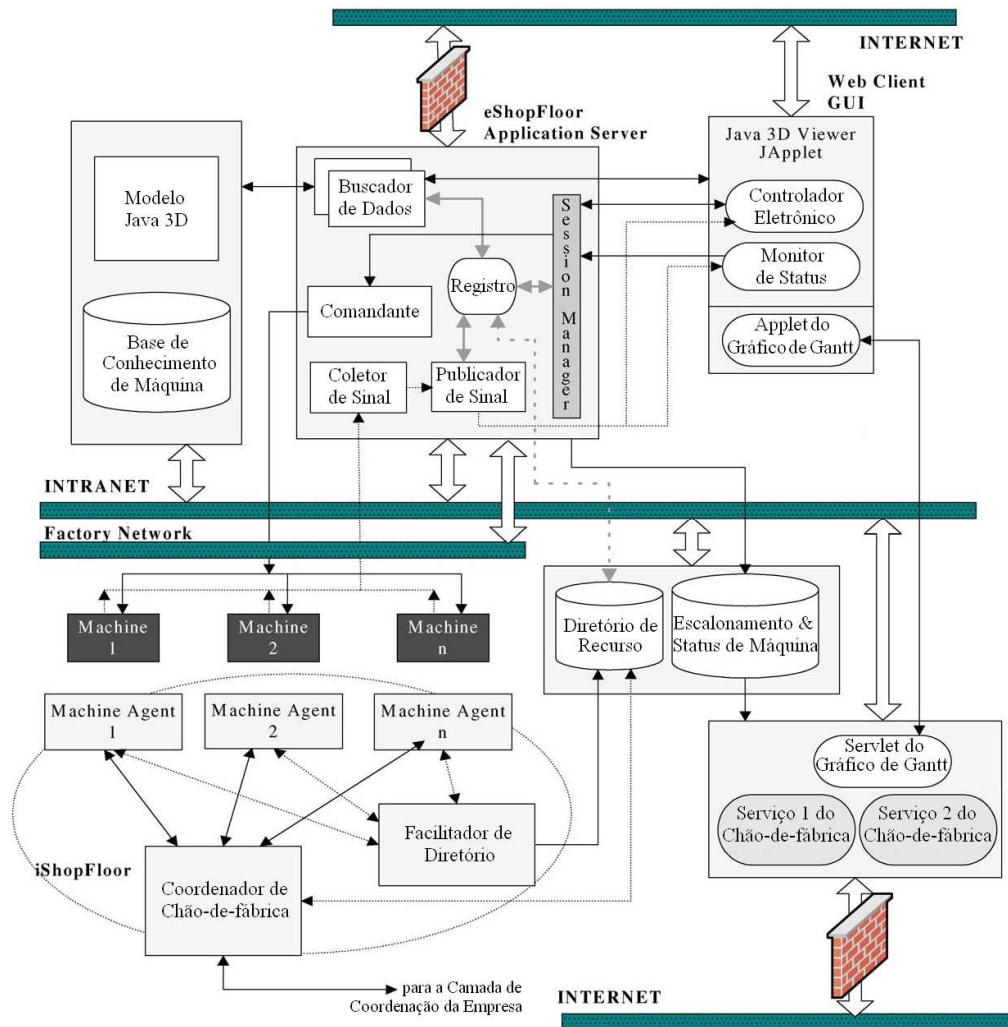 INTERNET
Web Client
GUI
eShopFloor
Application Server
Java 3D Viewer
JApplet
Modelo
Java 3D
Buscador
de Dados
Session Manager
Controlador
Eletrônico
Monitor
de Status
Registro
Comandante
Applet do
Gráfico de Gantt
Base de
Conhecimento
de Máquina
Coletor
de Sinal
Publicador
de Sinal
INTRANET
Factory Network
Machine
1
Machine
2
Machine
n
Diretório de
Recurso
Escalonamento &
Status de Máquina
Machine Agent
1
Machine Agent
2
Machine Agent
n
Servlet do
Gráfico de Gantt
Serviço 1 do
Chão-de-fábrica
Serviço 2 do
Chão-de-fábrica
Facilitador de
Diretório
iShopFloor
Coordenador de
Chão-de-fábrica
para a Camada de
Coordenação da Empresa
INTERNET